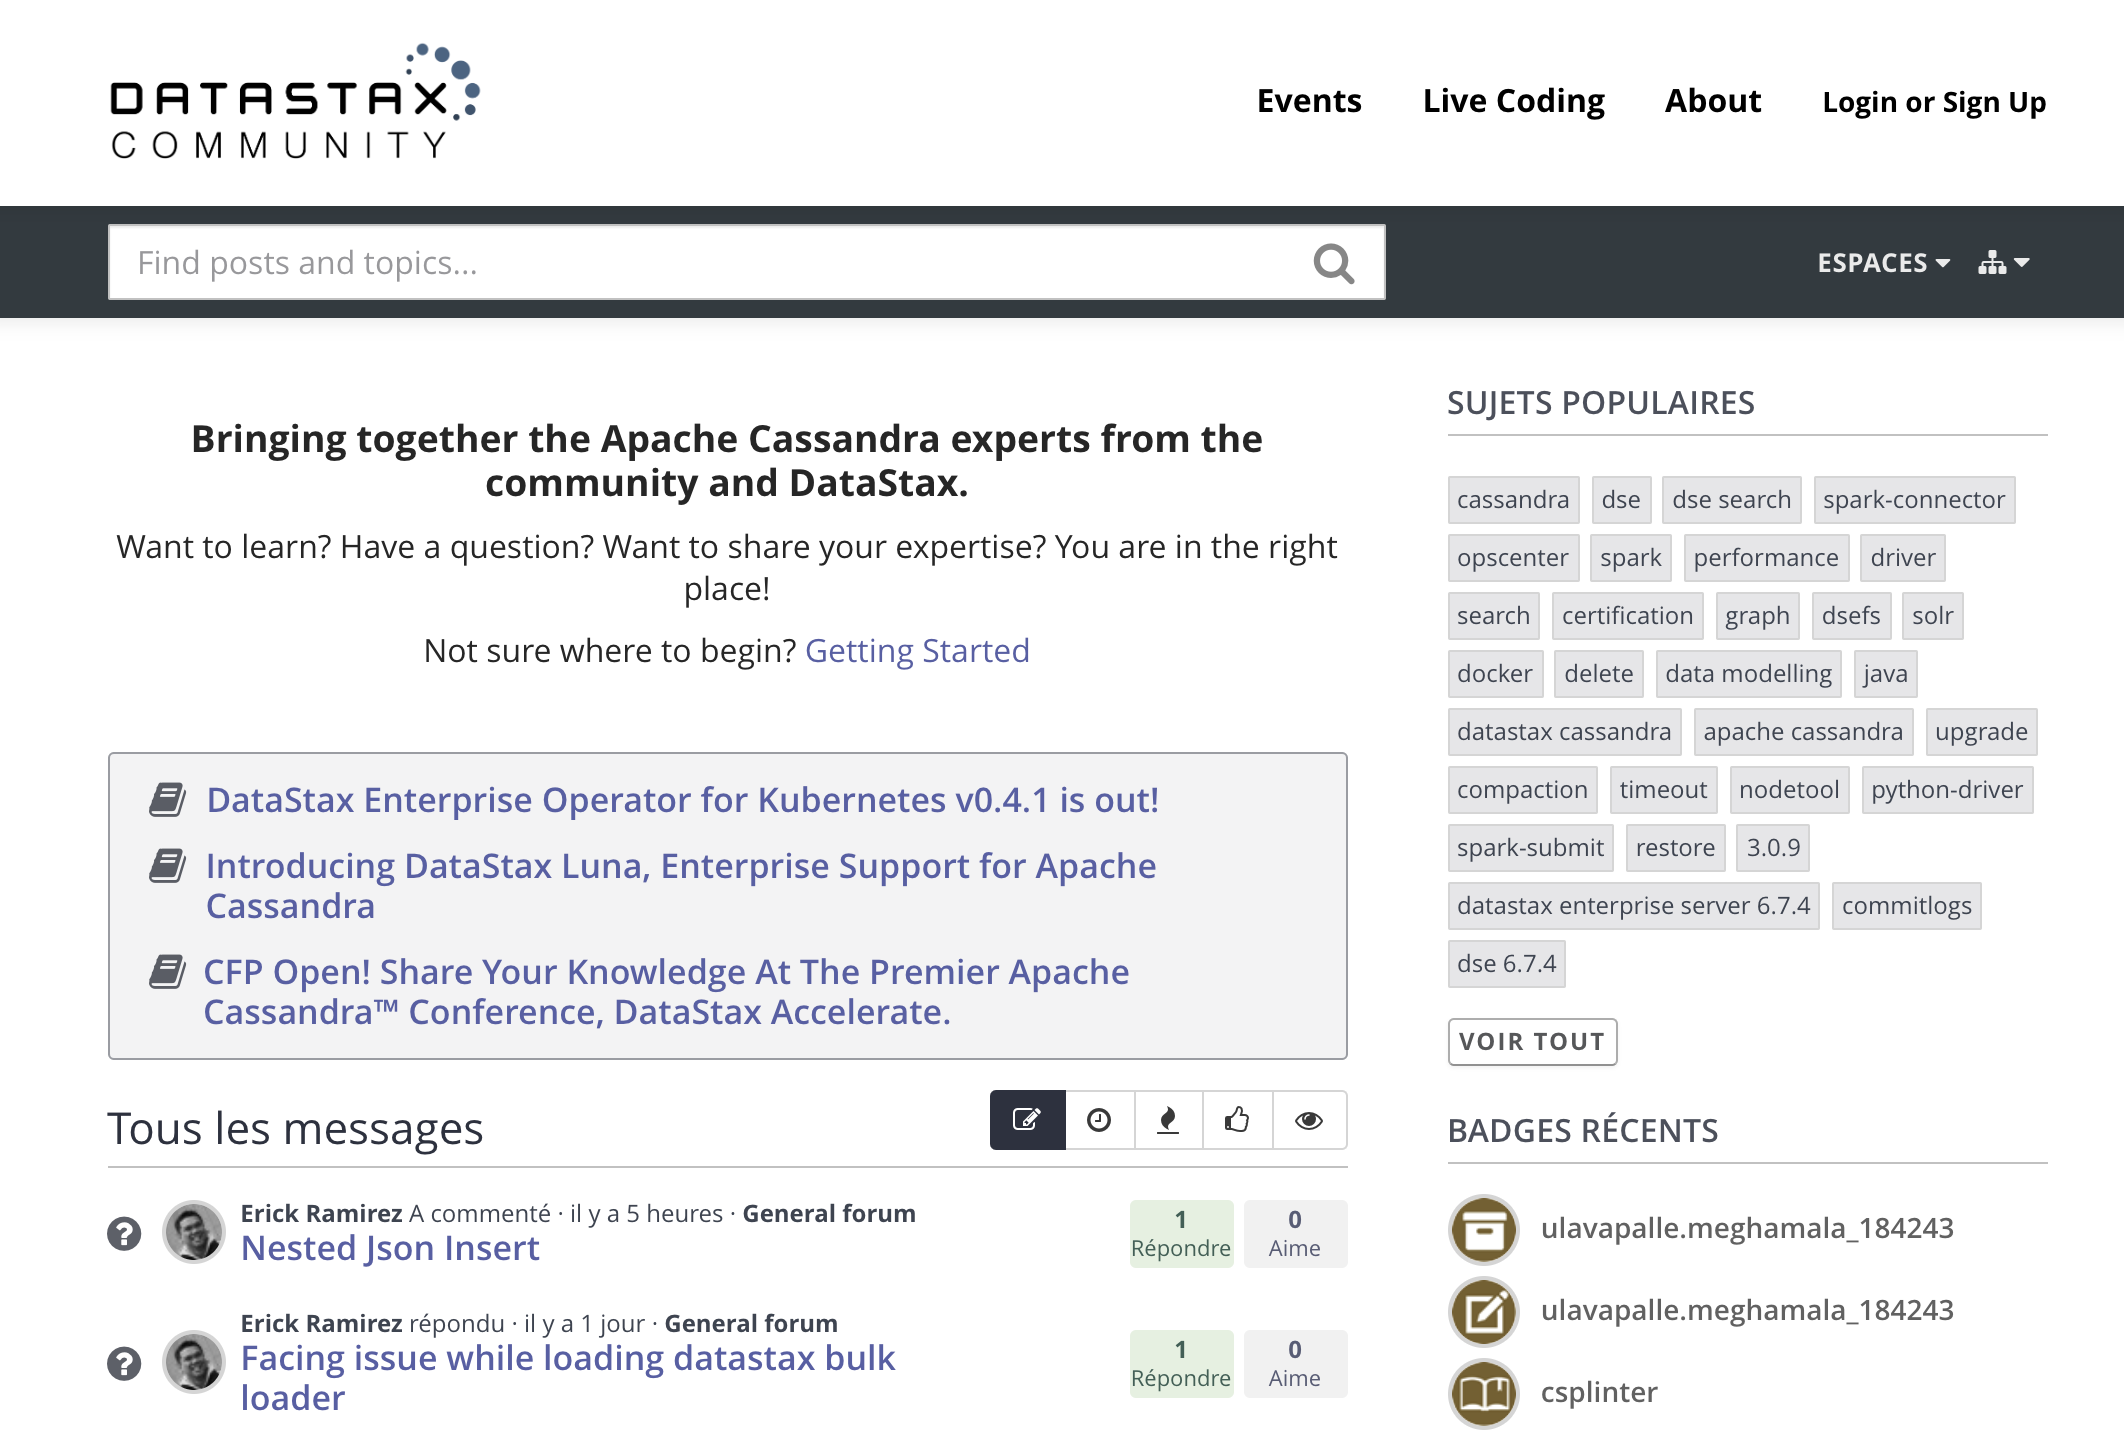 DATASTAX
COMMUNITY
Events
Live Coding
About
Login or Sign Up
Find posts and topics...
ESPACES
Bringing together the Apache Cassandra experts from the
community and DataStax.
Want to learn? Have a question? Want to share your expertise? You are in the right
place!
Not sure where to begin? Getting Started
DataStax Enterprise Operator for Kubernetes v0.4.1 is out!
Introducing DataStax Luna, Enterprise Support for Apache
Cassandra
CFP Open! Share Your Knowledge At The Premier Apache
Cassandra™ Conference, DataStax Accelerate.
Tous les messages
Erick Ramirez A commenté · il y a 5 heures · General forum
Nested Json Insert
1
Répondre
0
Aime
Erick Ramirez répondu · il y a 1 jour · General forum
Facing issue while loading datastax bulk
loader
1
Répondre
0
Aime
SUJETS POPULAIRES
cassandra dse dse search spark-connector
opscenter spark performance driver
search certification graph dsefs solr
docker delete data modelling java
datastax cassandra apache cassandra upgrade
compaction timeout nodetool python-driver
spark-submit restore 3.0.9
datastax enterprise server 6.7.4 commitlogs
dse 6.7.4
VOIR TOUT
BADGES RÉCENTS
ulavapalle.meghamala_184243
ulavapalle.meghamala_184243
csplinter